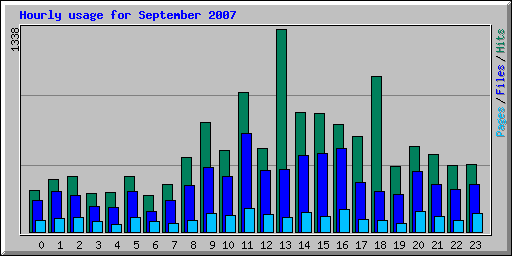 Hourly usage for September 2007
1338
Pages/Files/Hits
0 1 2 3 4 5 6 7 8 9 10 11 12 13 14 15 16 17 18 19 20 21 22 23